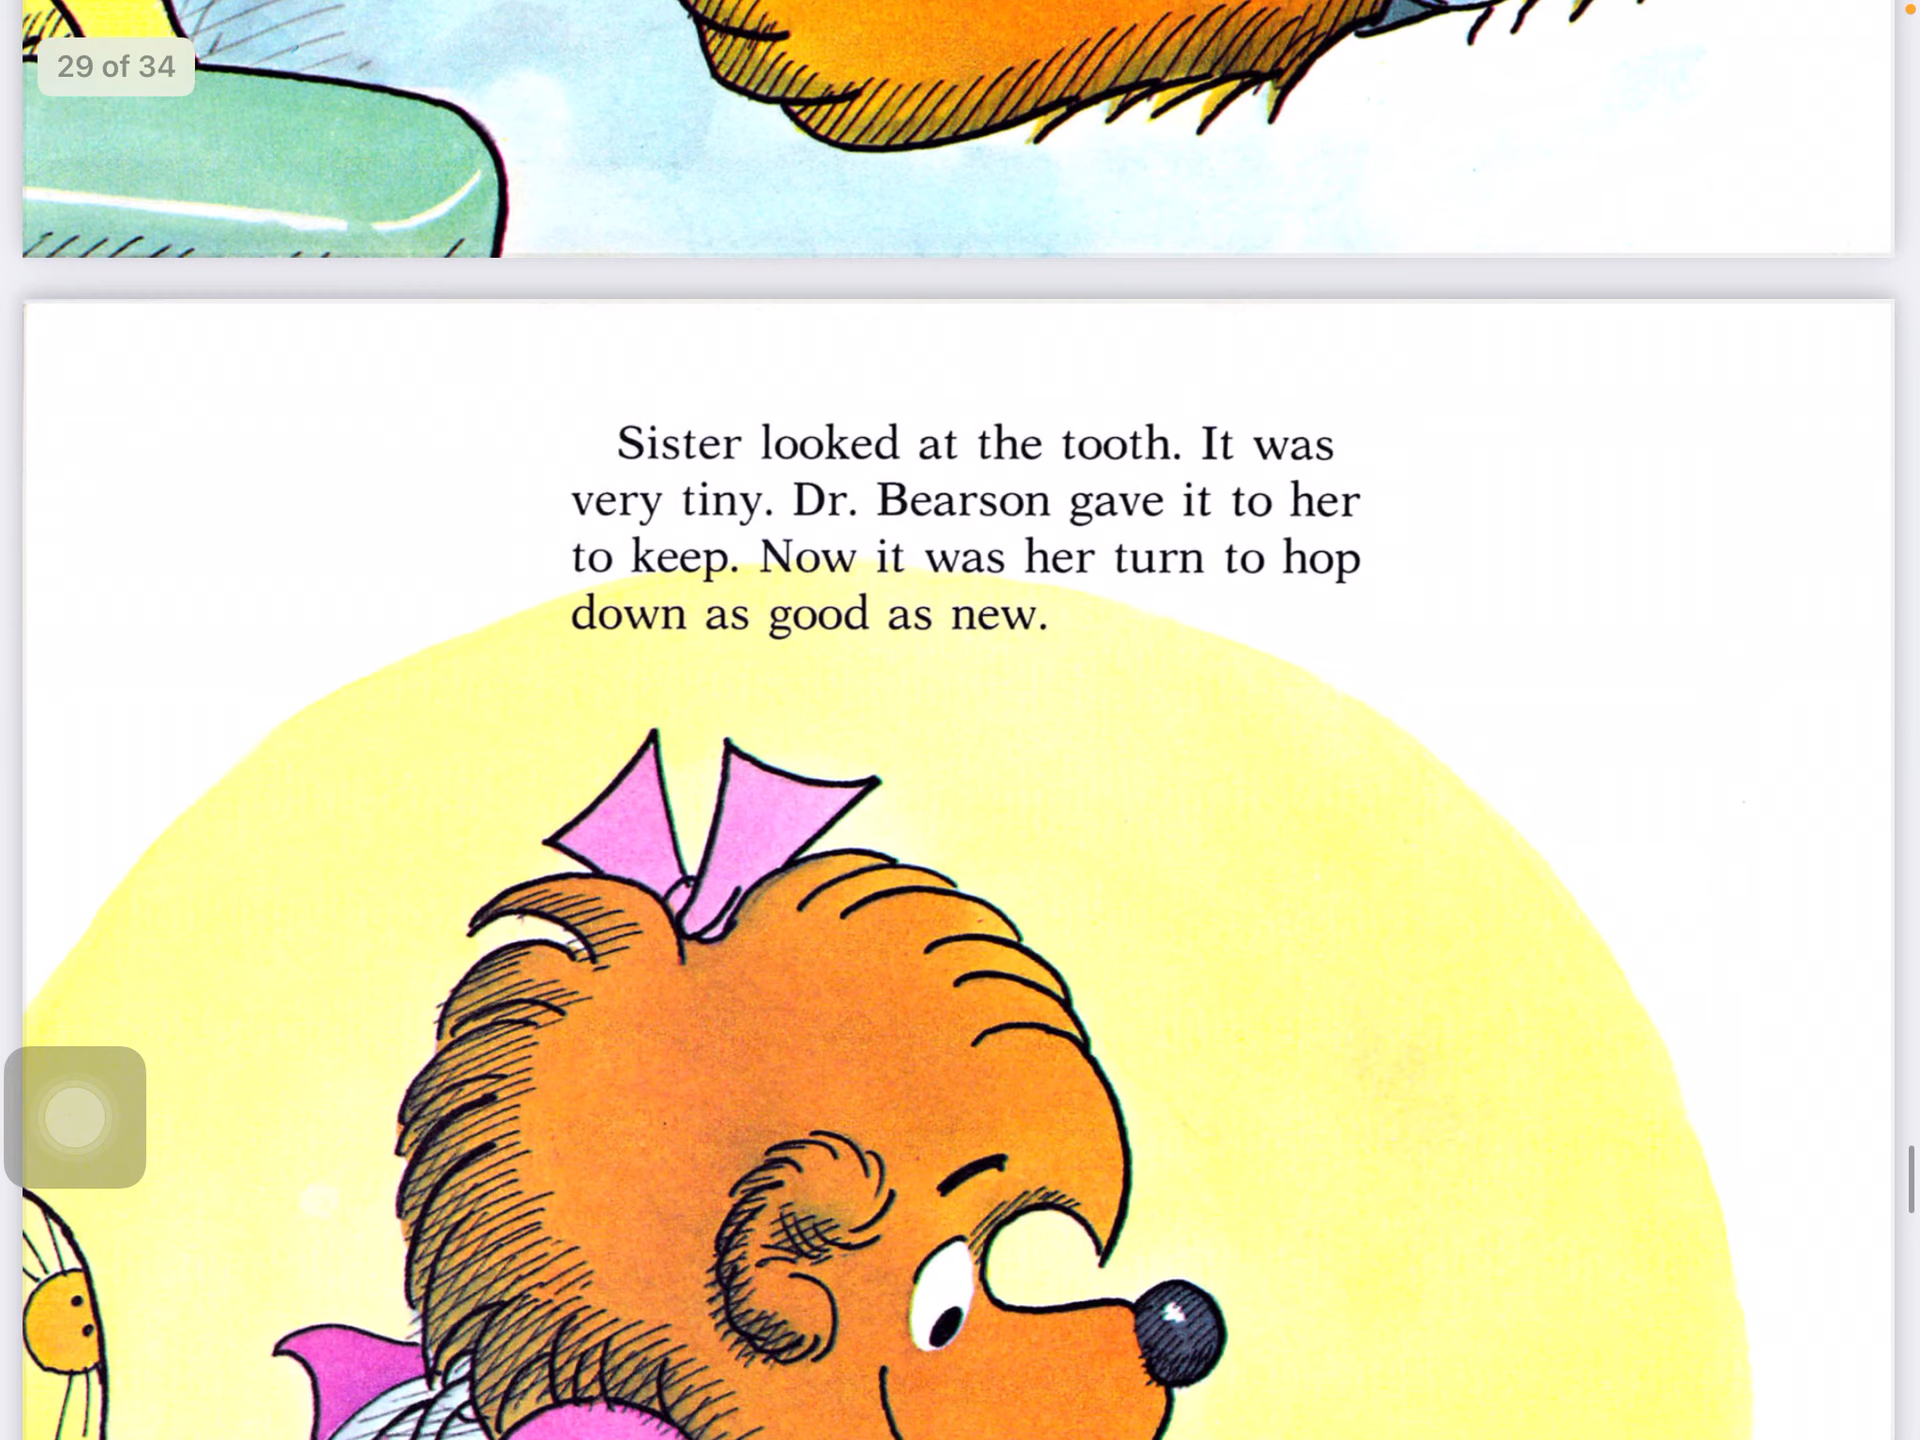 29 of 34
Sister looked at the tooth. It was
very tiny. Dr. Bearson gave it to her
to keep. Now it was her turn to hop
down as good as new.